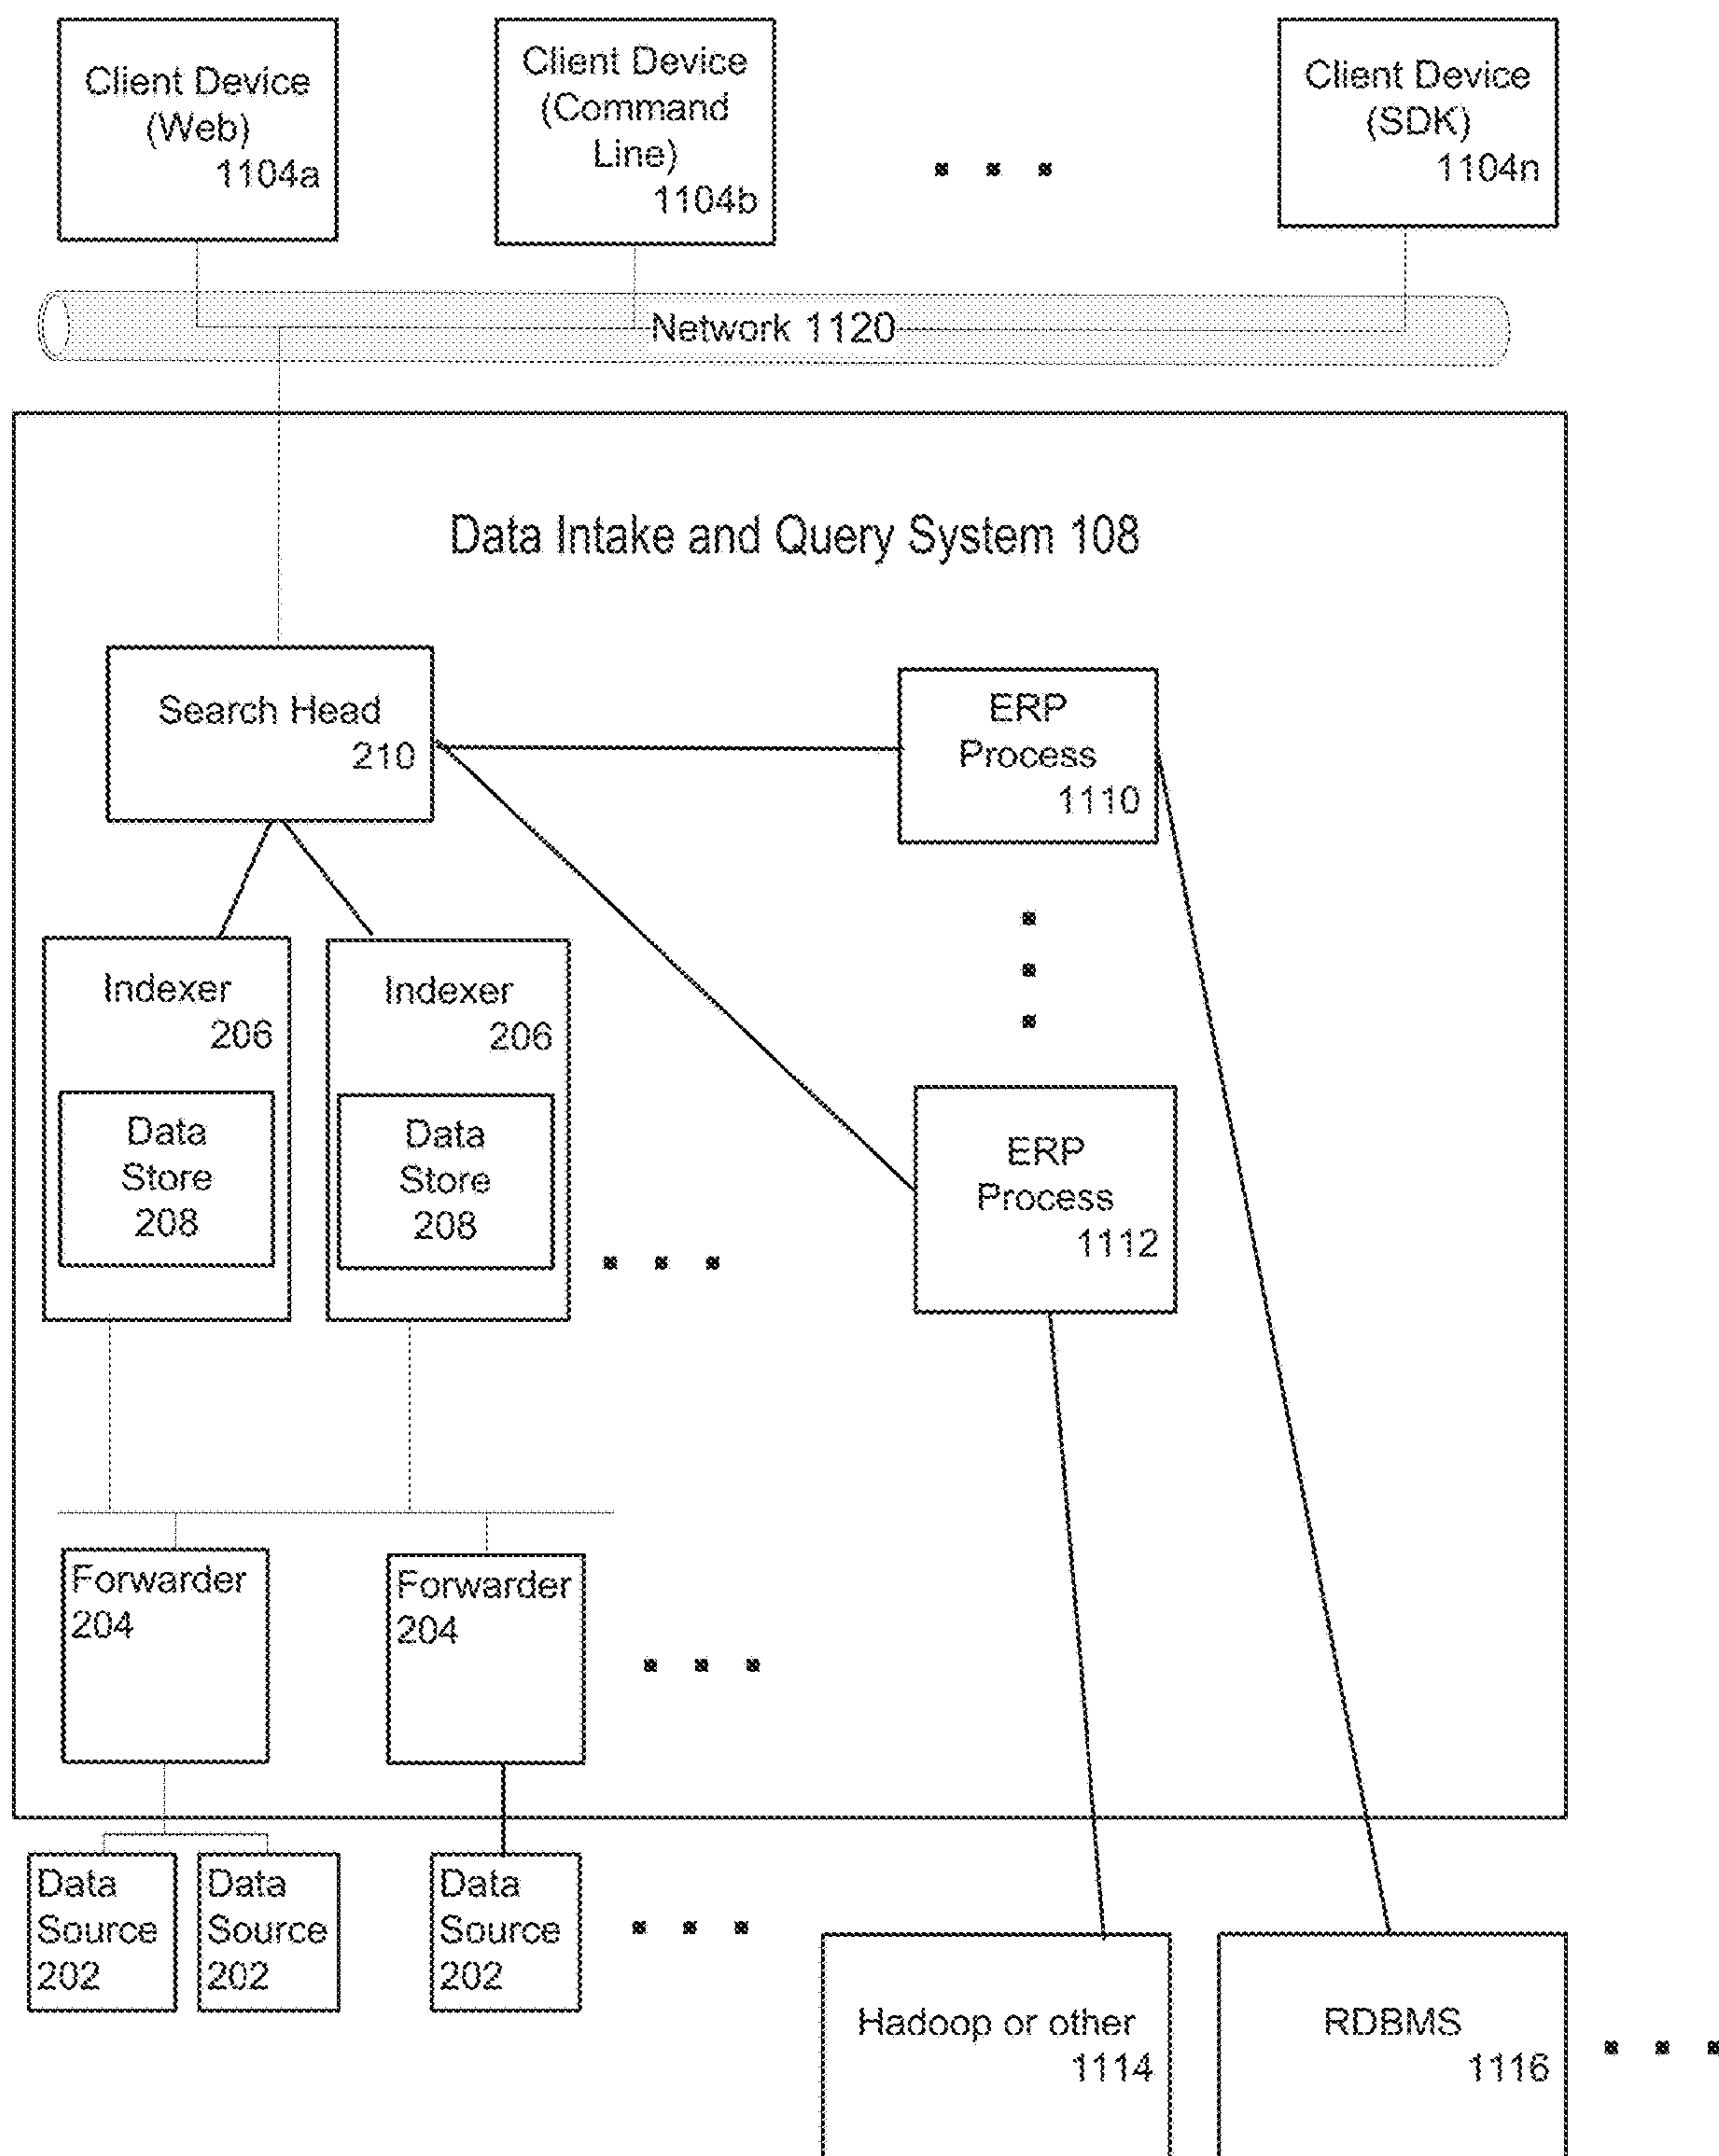 Client Device
(Web)
1104a
Client Device
(Command
Line)
1104b
Client Device
(SDK)
1104n
Network 1120
Data Intake and Query System 108
Search Head
210
ERP
Process
1110
Indexer
206
Data
Store
208
Indexer
206
Data
Store
208
ERP
Process
1112
Forwarder
204
Forwarder
204
Data
Source
202
Data
Source
202
Data
Source
202
Hadoop or other
1114
RDBMS
1116